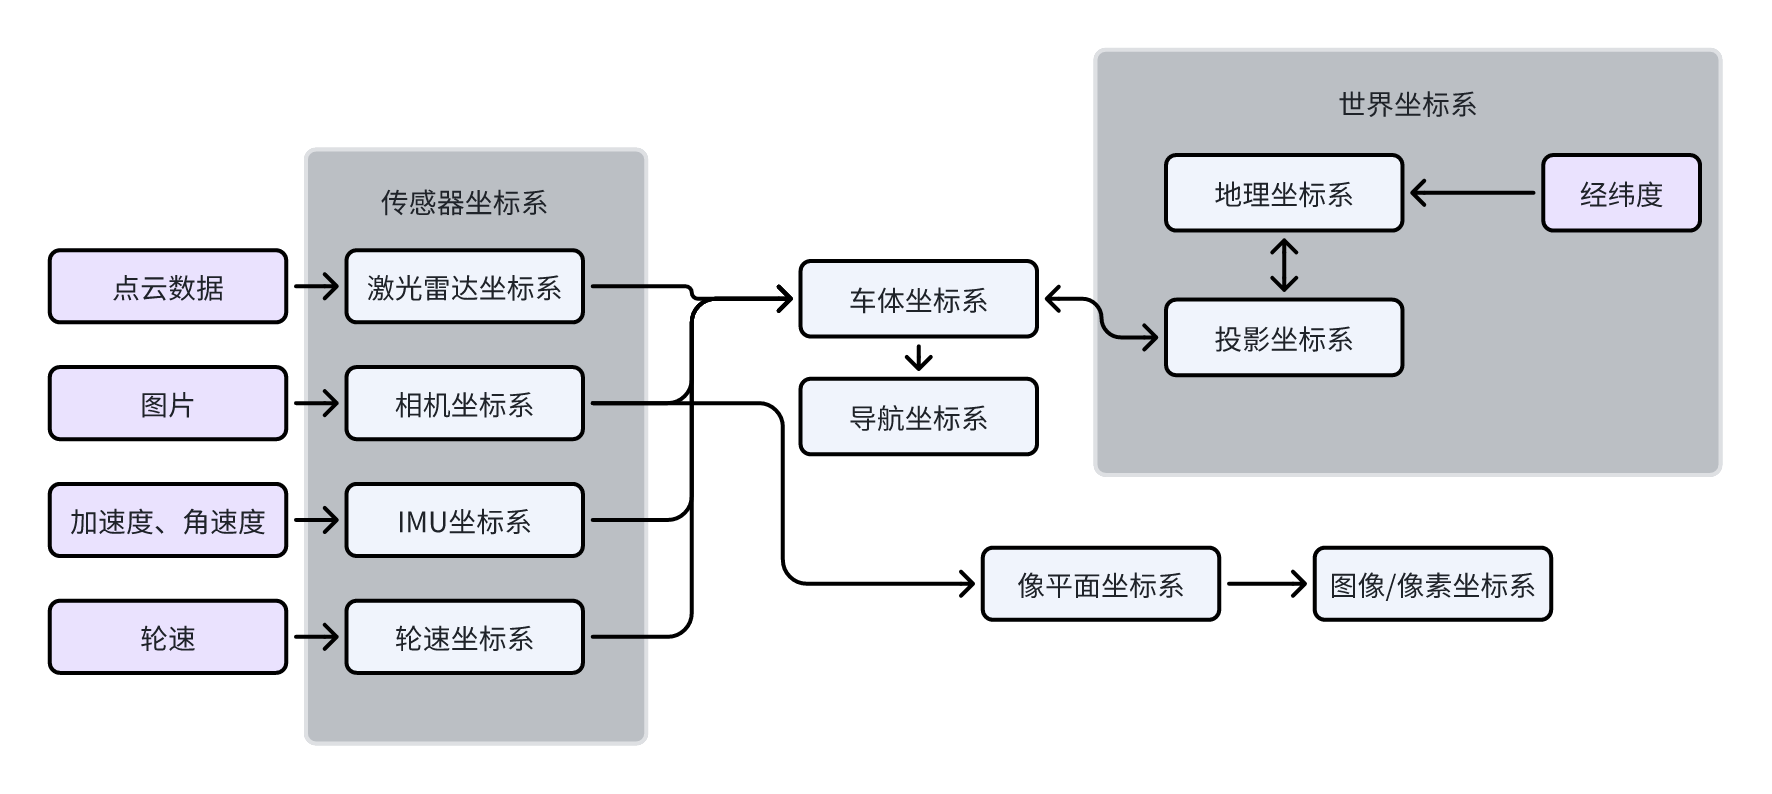 世界坐标系
地理坐标系
经纬度
传感器坐标系
点云数据
激光雷达坐标系
车体坐标系
投影坐标系
图片
相机坐标系
导航坐标系
加速度、角速度
IMU坐标系
像平面坐标系
图像/像素坐标系
轮速
轮速坐标系